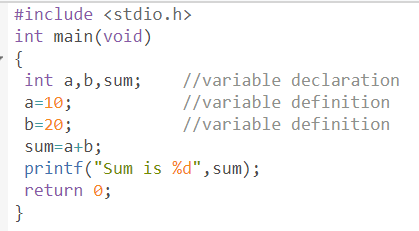 #include <stdio.h>
int main(void)
{
int a,b,sum; //variable declaration
a=10; //variable definition
b=20; //variable definition
sum=a+b;
printf("Sum is %d",sum);
return 0;
}